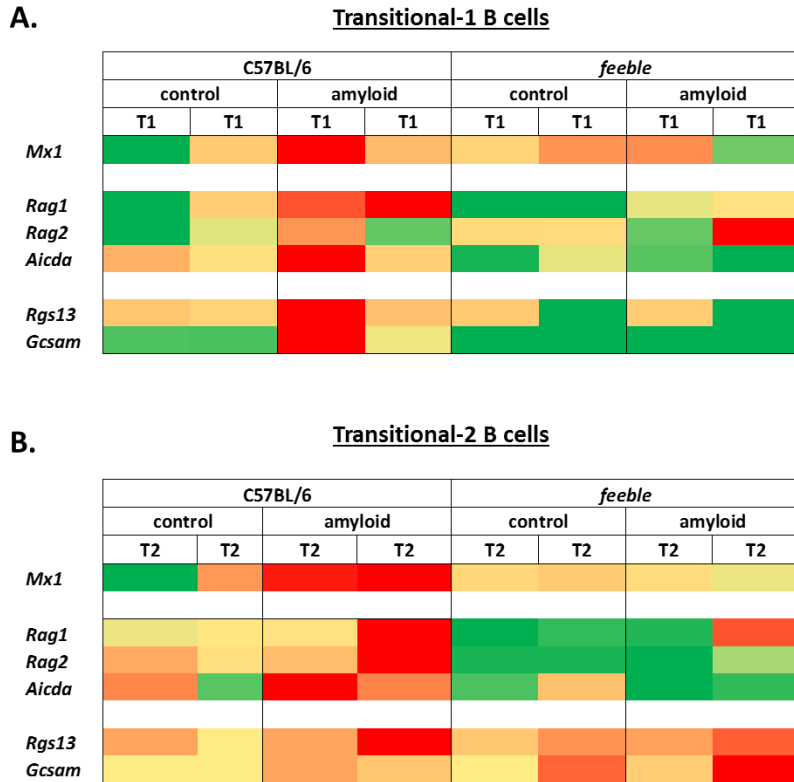 A.
Transitional-1 B cells
C57BL/6 feeble
control amyloid control amyloid
T1 T1 T1 T1 T1 T1 T1 T1
Mx1
Rag1
Rag2
Aicda
Rgs13
Gcsam
B.
Transitional-2 B cells
C57BL/6 feeble
control amyloid control amyloid
T2 T2 T2 T2 T2 T2 T2 T2
Mx1
Rag1
Rag2
Aicda
Rgs13
Gcsam